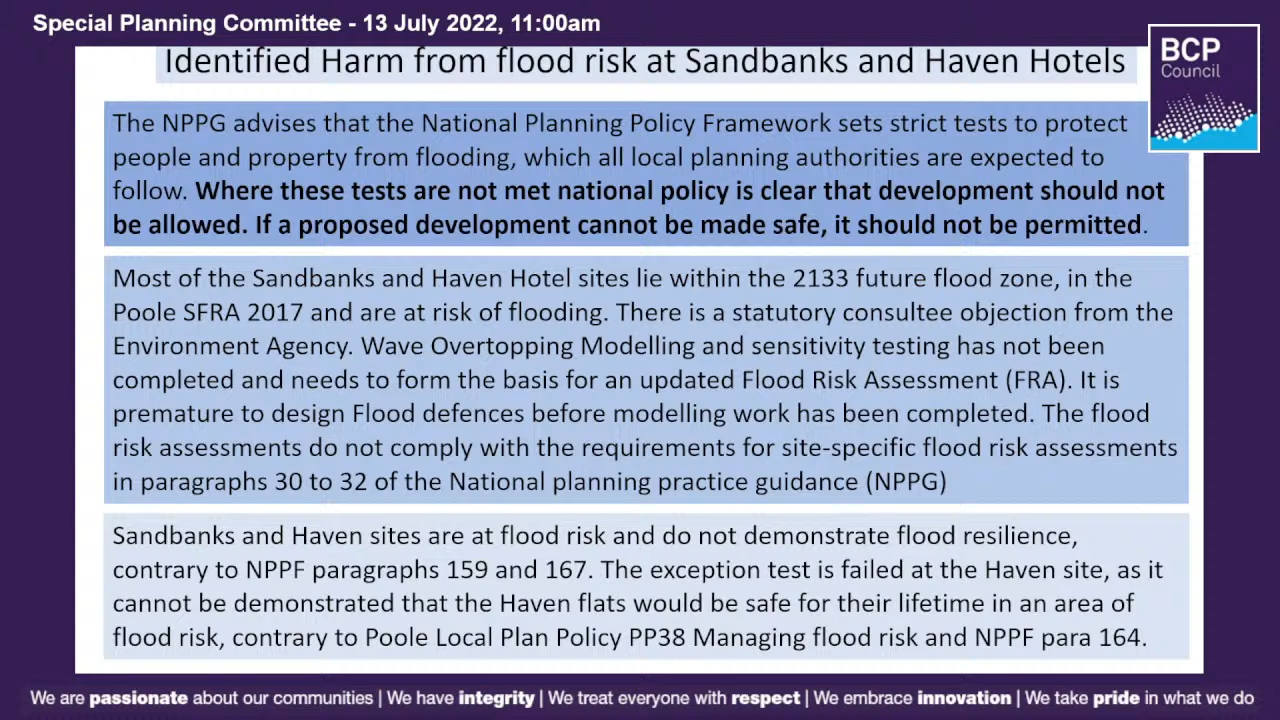 Special Planning Committee - 13 July 2022, 11:00am
BCP
Council
Identified Harm from flood risk at Sandbanks and Haven Hotels
The NPPG advises that the National Planning Policy Framework sets strict tests to protect
people and property from flooding, which all local planning authorities are expected to
follow. Where these tests are not met national policy is clear that development should not
be allowed. If a proposed development cannot be made safe, it should not be permitted.
Most of the Sandbanks and Haven Hotel sites lie within the 2133 future flood zone, in the
Poole SFRA 2017 and are at risk of flooding. There is a statutory consultee objection from the
Environment Agency. Wave Overtopping Modelling and sensitivity testing has not been
completed and needs to form the basis for an updated Flood Risk Assessment (FRA). It is
premature to design Flood defences before modelling work has been completed. The flood
risk assessments do not comply with the requirements for site-specific flood risk assessments
in paragraphs 30 to 32 of the National planning practice guidance (NPPG)
Sandbanks and Haven sites are at flood risk and do not demonstrate flood resilience,
contrary to NPPF paragraphs 159 and 167. The exception test is failed at the Haven site, as it
cannot be demonstrated that the Haven flats would be safe for their lifetime in an area of
flood risk, contrary to Poole Local Plan Policy PP38 Managing flood risk and NPPF para 164.
We are passionate about our communities | We have integrity | We treat everyone with respect | We embrace innovation | We take pride in what we do